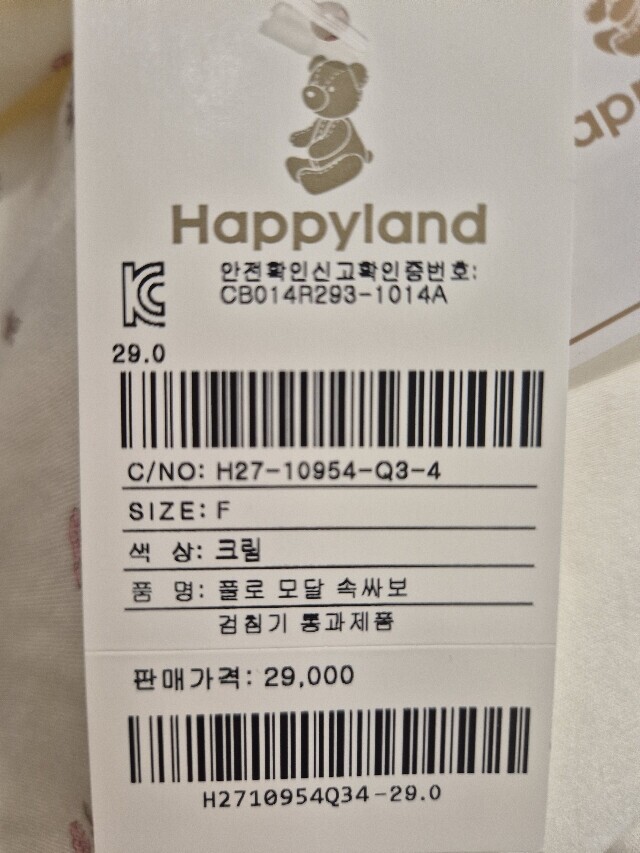 Happyland
안전확인신고확인증번호:
CB014R293-1014A
29.0
C/NO: H27-10954-Q3-4
SIZE: F
색 상: 크림
품 명: 플로 모달 속싸보
검침기 통과제품
판매가격: 29,000
H2710954Q34-29.0